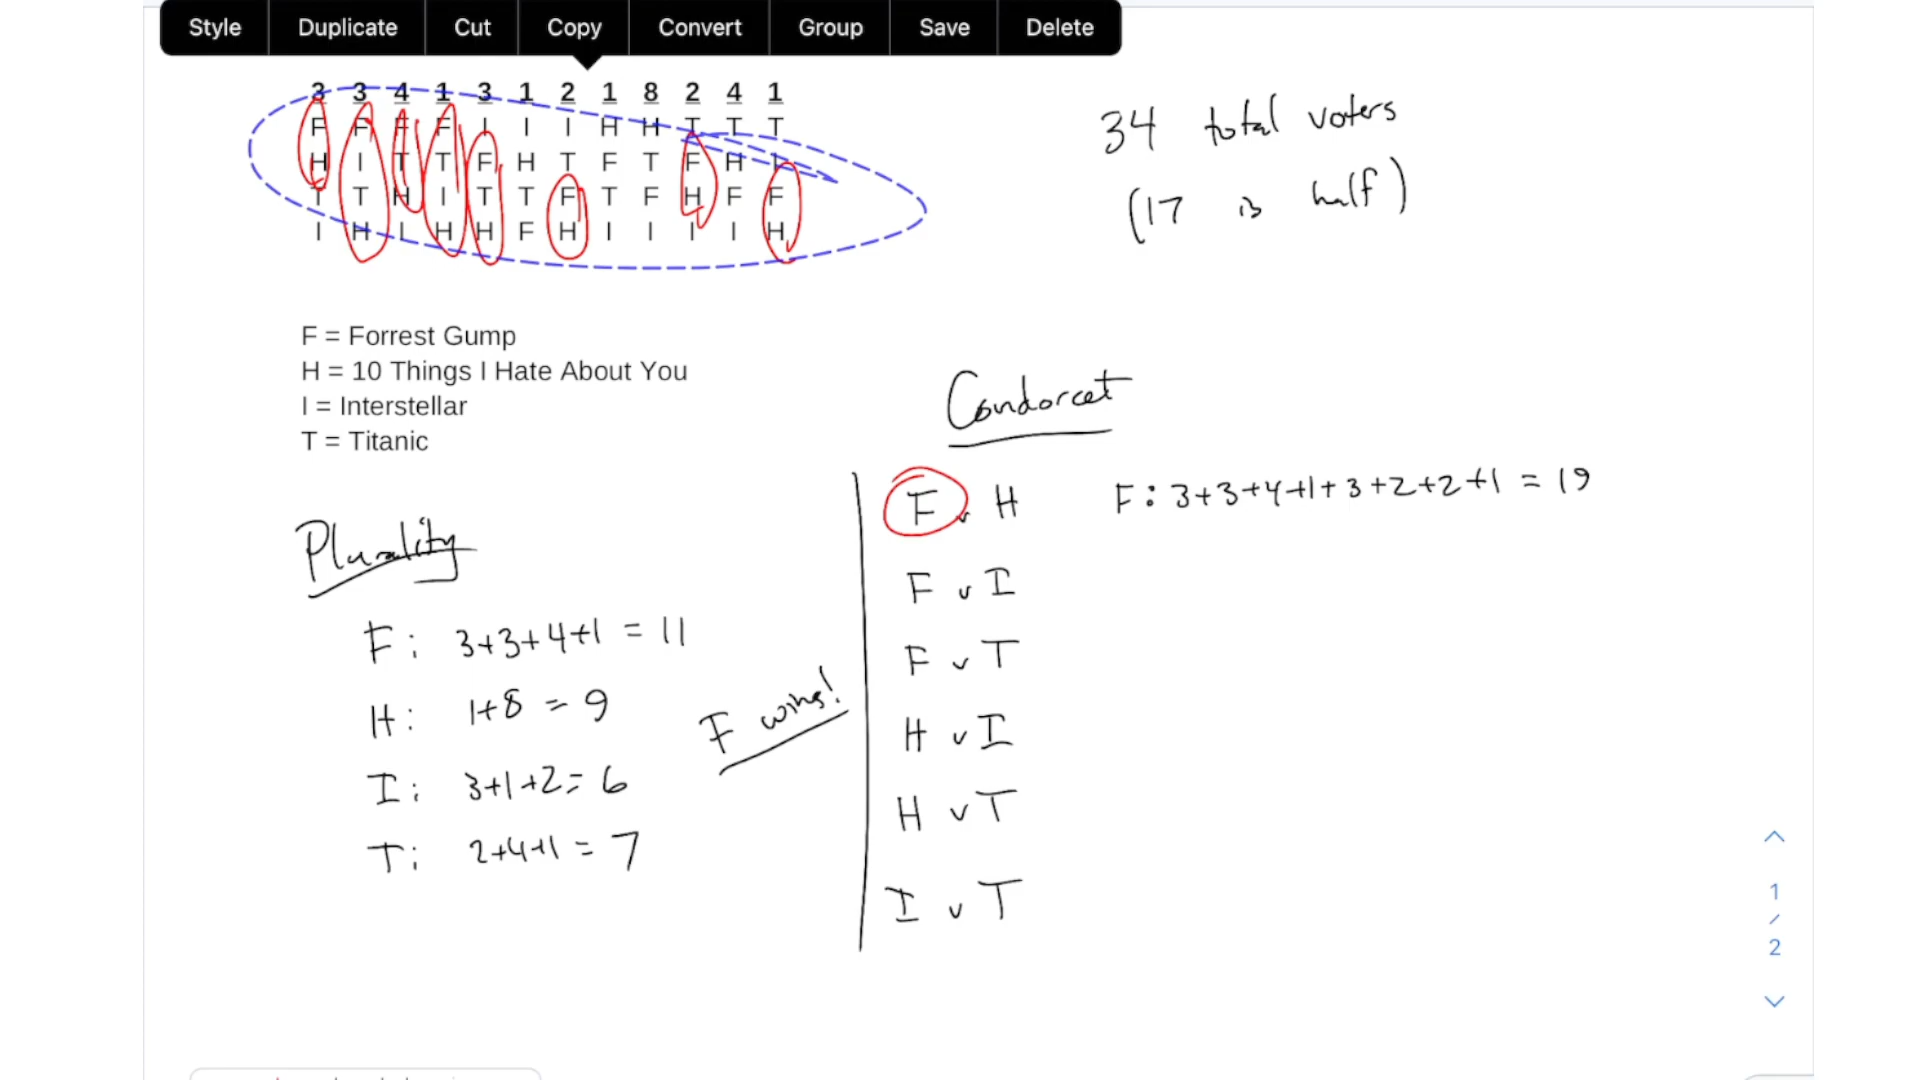 Style Duplicate Cut Copy Convert Group Save Delete
3 3 4 1 3 1 2 1 8 2 4 1
F F F F I I I H H T T T
H I T T F H T F T F H I
T T H I T T F T F H F F
I H I H H F H I I I I H
34 total voters
(17 is half)
F = Forrest Gump
H = 10 Things I Hate About You
I = Interstellar
T = Titanic
Plurality
F: 3+3+4+1 = 11
H: 1+8 = 9
I: 3+1+2= 6
T: 2+4+1 = 7
F wins!
Condorcet
F v H F: 3+3+4+1+3+2+2+1 = 19
F v I
F v T
H v I
H v T
I v T
1
/
2